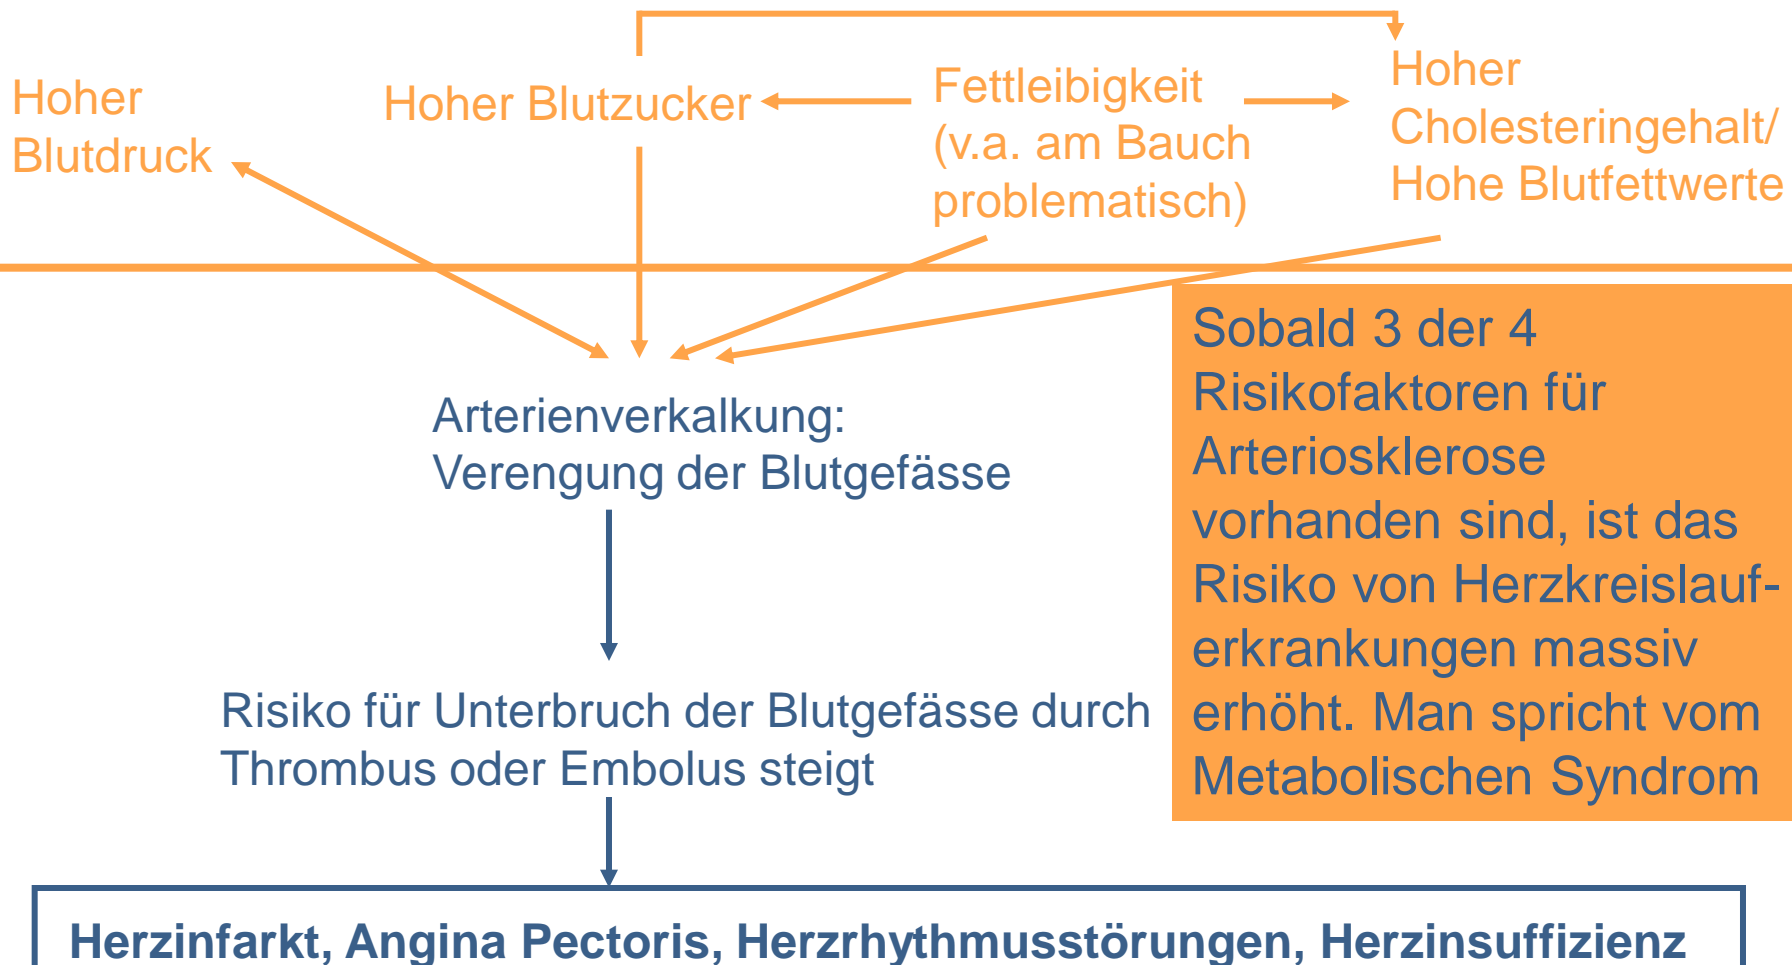 Hoher
Blutdruck
Hoher Blutzucker
Fettleibigkeit
(v.a. am Bauch
problematisch)
Hoher
Cholesteringehalt/
Hohe Blutfettwerte
Arterienverkalkung:
Verengung der Blutgefässe
Sobald 3 der 4
Risikofaktoren für
Arteriosklerose
vorhanden sind, ist das
Risiko von Herzkreislauf-
erkrankungen massiv
erhöht. Man spricht vom
Metabolischen Syndrom
Risiko für Unterbruch der Blutgefässe durch
Thrombus oder Embolus steigt
Herzinfarkt, Angina Pectoris, Herzrhythmusstörungen, Herzinsuffizienz